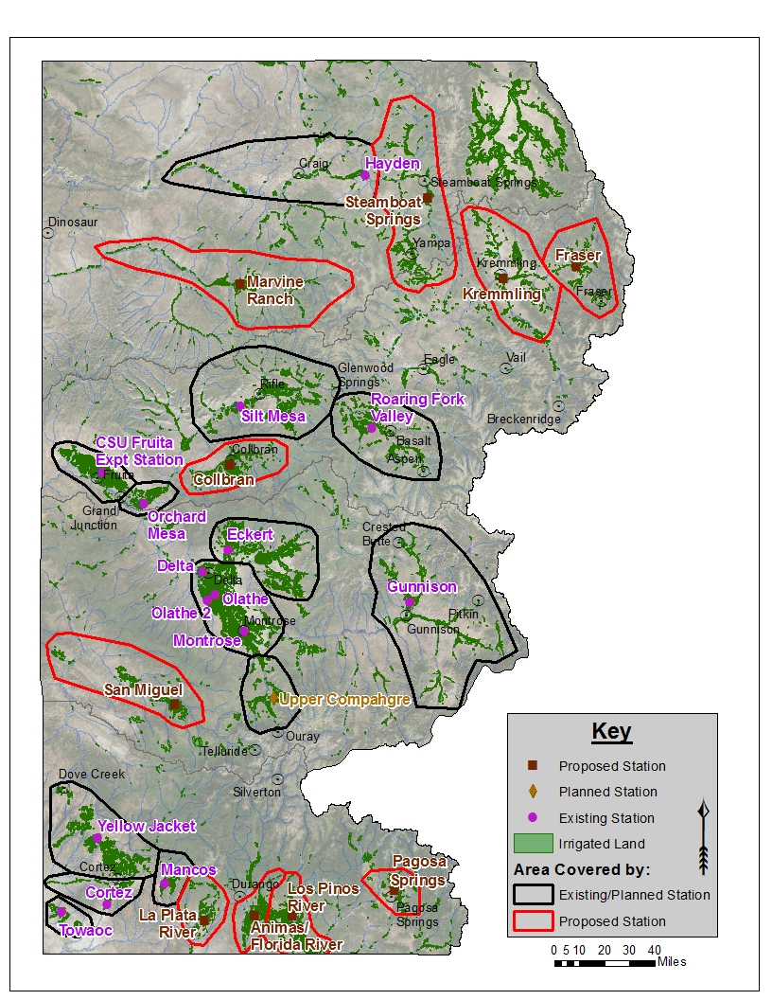 Craig
Hayden
Steamboat Springs
Steamboat
Springs
Dinosaur
Yampa
Fraser
Kremmling
Marvine
Ranch
Kremmling
Fraser
Eagle
Vail
Glenwood
Springs
Rifle
Roaring Fork
Valley
Silt Mesa
Breckenridge
CSU Fruita
Expt Station
Basalt
Collbran
Aspen
Fruita
Collbran
Grand
Junction
Orchard
Mesa
Crested
Butte
Eckert
Delta
Delta
Gunnison
Olathe
Olathe 2
Pitkin
Montrose
Gunnison
Montrose
San Miguel
Upper Compahgre
Ouray
Telluride
Silverton
Dove Creek
Yellow Jacket
Cortez
Mancos
Pagosa
Springs
Cortez
Durango
Los Pinos
River
La Plata
River
Pagosa
Springs
Towaoc
Animas/
Florida River
Key
Proposed Station
Planned Station
Existing Station
Irrigated Land
Area Covered by:
Existing/Planned Station
Proposed Station
0 5 10 20 30 40
Miles